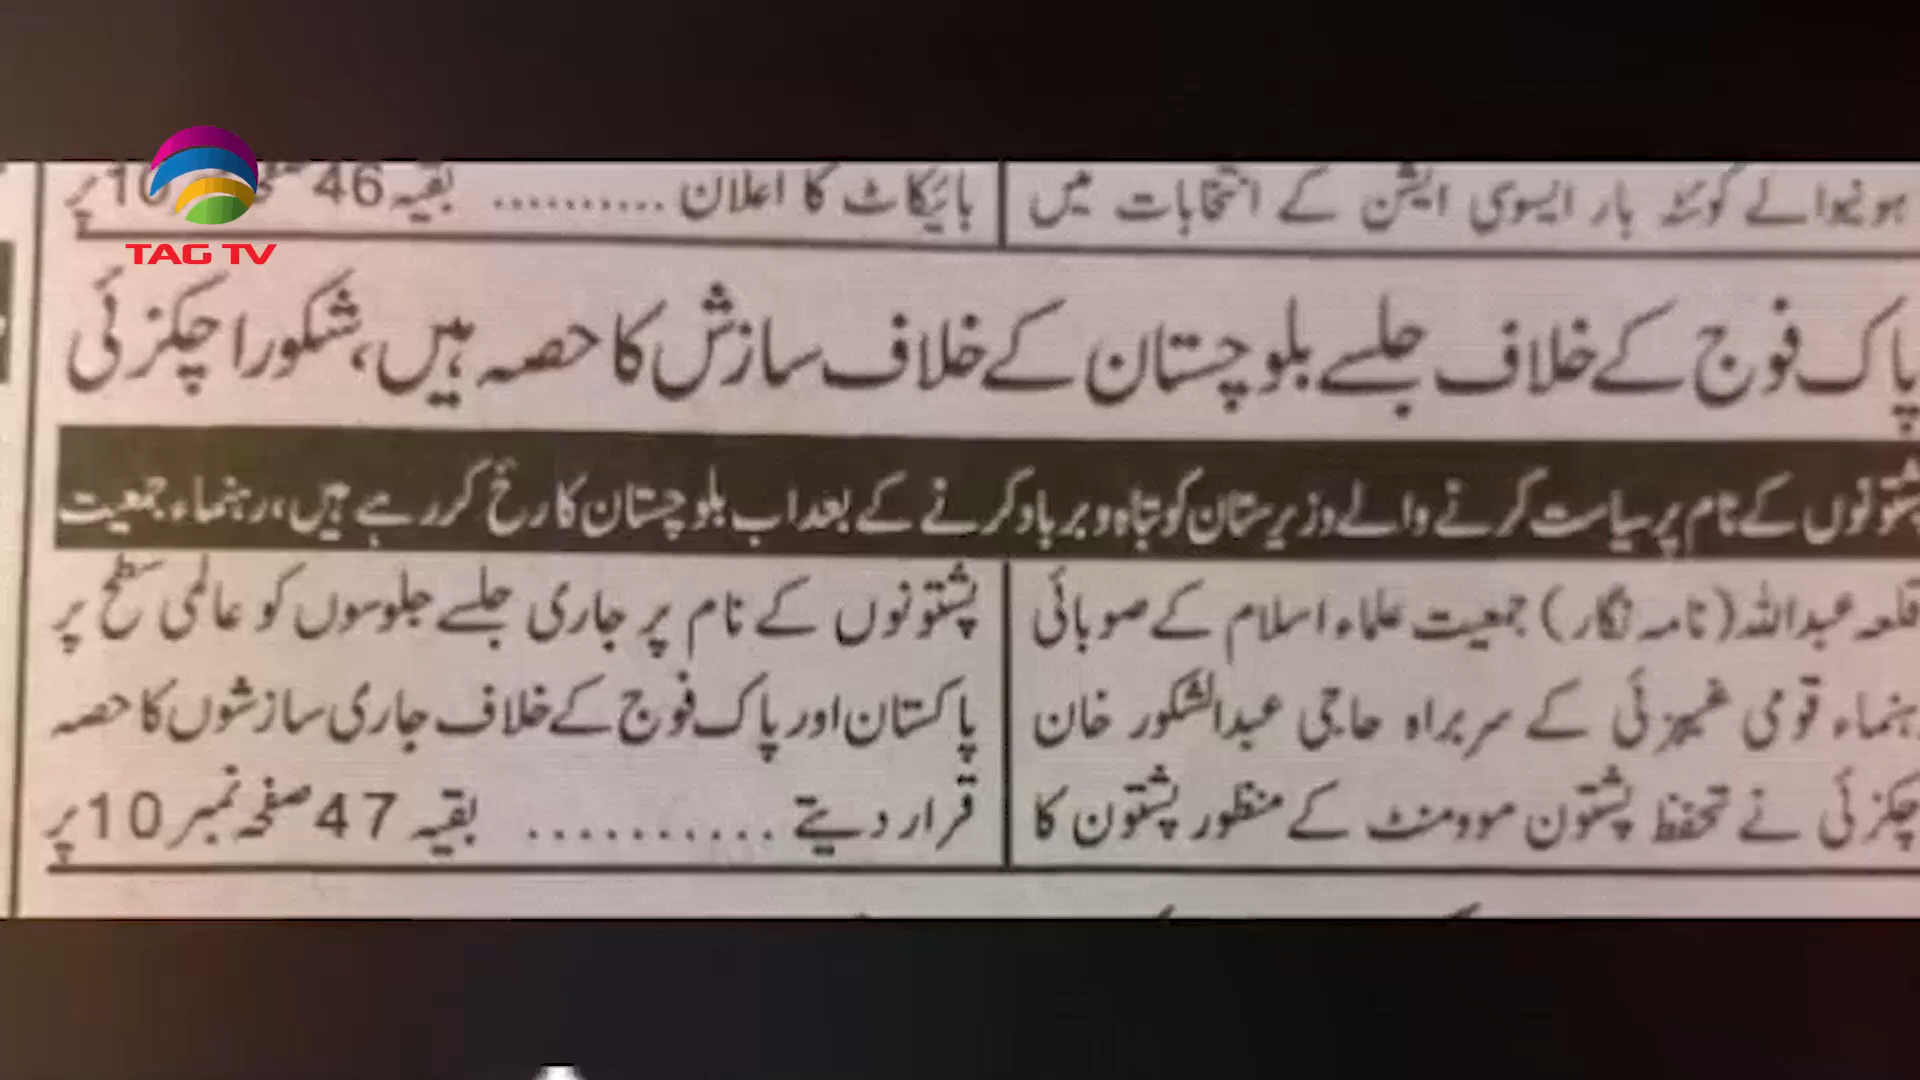 ہونیوالے کوئٹہ بار ایسوی ایشن کے انتخابات میں
بائیکاٹ کا اعلان .......... بقیہ 46 10 پر
TAG TV
پاک فوج کے خلاف جلسے بلوچستان کے خلاف سازش کا حصہ ہیں، شکور اچکزئی
پشتونوں کے نام پر سیاست کرنے والے وزیرستان کو تباہ و برباد کرنے کے بعد اب بلوچستان کا رخ کر رہے ہیں، رہنماء جمعیت
قلعہ عبداللہ (نامہ نگار) جمعیت علماء اسلام کے صوبائی
رہنماء قومی غیبزئی کے سربراہ حاجی عبدالشکور خان
اچکزئی نے تحفظ پشتون موومنٹ کے منظور پشتون کا
پشتونوں کے نام پر جاری جلسے جلوسوں کو عالمی سطح پر
پاکستان اور پاک فوج کے خلاف جاری سازشوں کا حصہ
قرار دیتے ........... بقیہ 47 صفحہ نمبر 10 پر